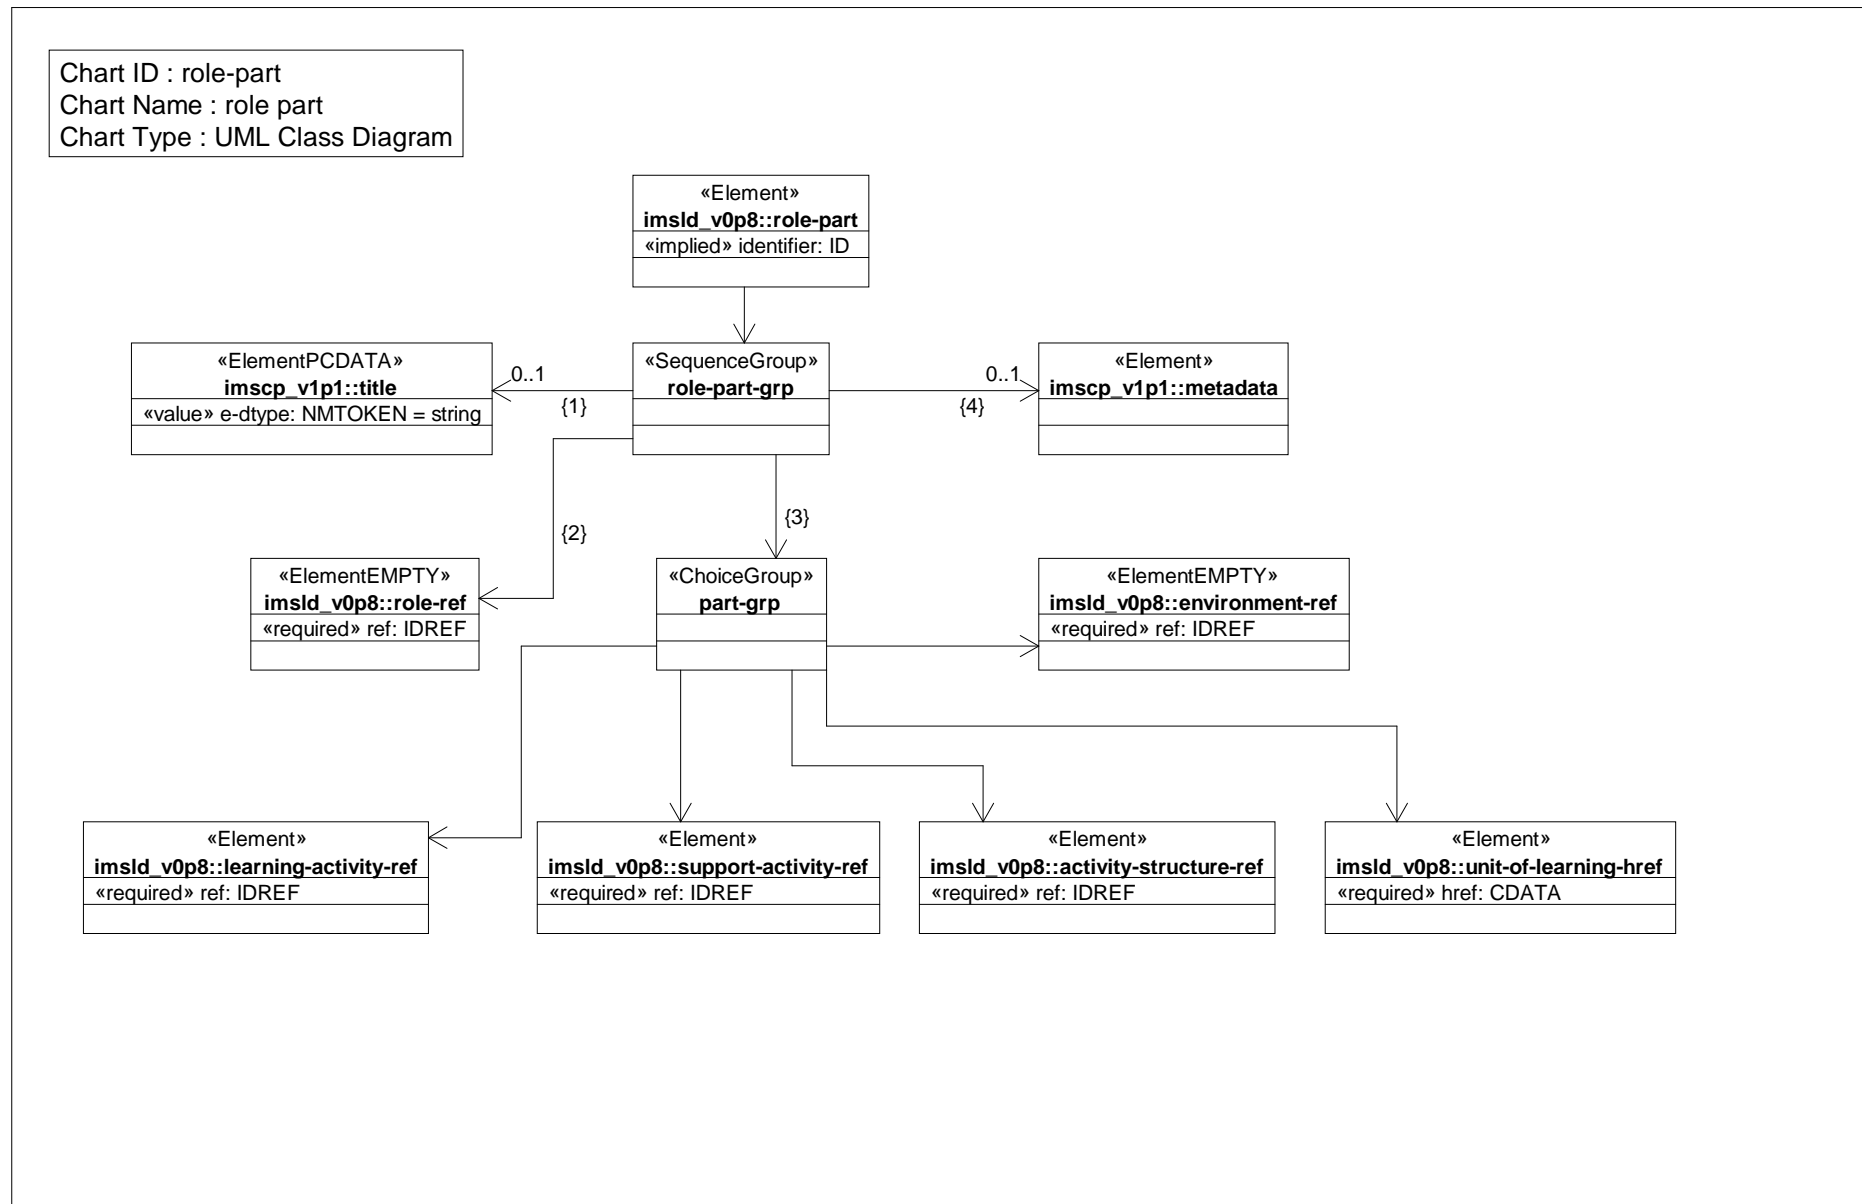 Chart ID : role-part
Chart Name : role part
Chart Type : UML Class Diagram
«Element»
imsld_v0p8::role-part
«implied» identifier: ID
«ElementPCDATA»
imscp_v1p1::title
«value» e-dtype: NMTOKEN = string
0..1
{1}
«SequenceGroup»
role-part-grp
0..1
{4}
«Element»
imscp_v1p1::metadata
{2}
{3}
«ElementEMPTY»
imsld_v0p8::role-ref
«required» ref: IDREF
«ChoiceGroup»
part-grp
«ElementEMPTY»
imsld_v0p8::environment-ref
«required» ref: IDREF
«Element»
imsld_v0p8::learning-activity-ref
«required» ref: IDREF
«Element»
imsld_v0p8::support-activity-ref
«required» ref: IDREF
«Element»
imsld_v0p8::activity-structure-ref
«required» ref: IDREF
«Element»
imsld_v0p8::unit-of-learning-href
«required» href: CDATA